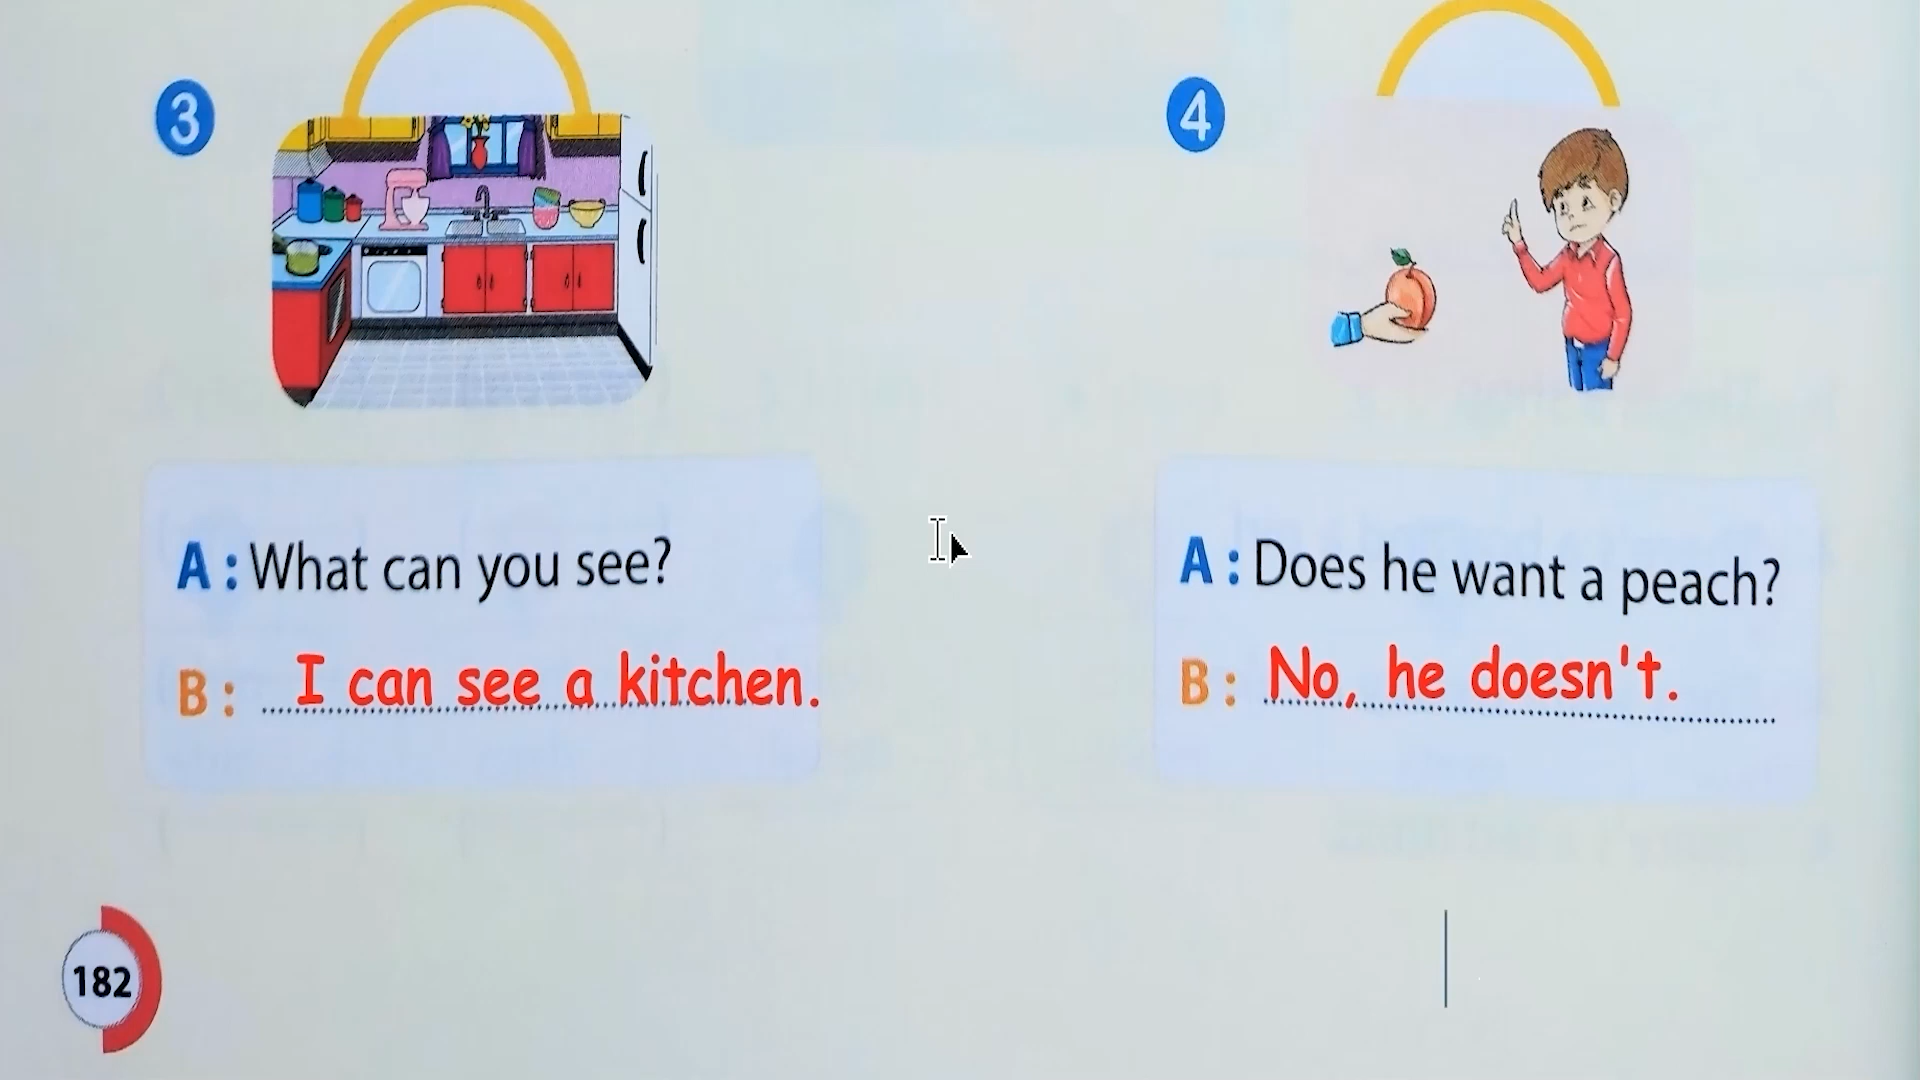 3
A : What can you see?
B : I can see a kitchen.
4
A : Does he want a peach?
B : No, he doesn't.
182